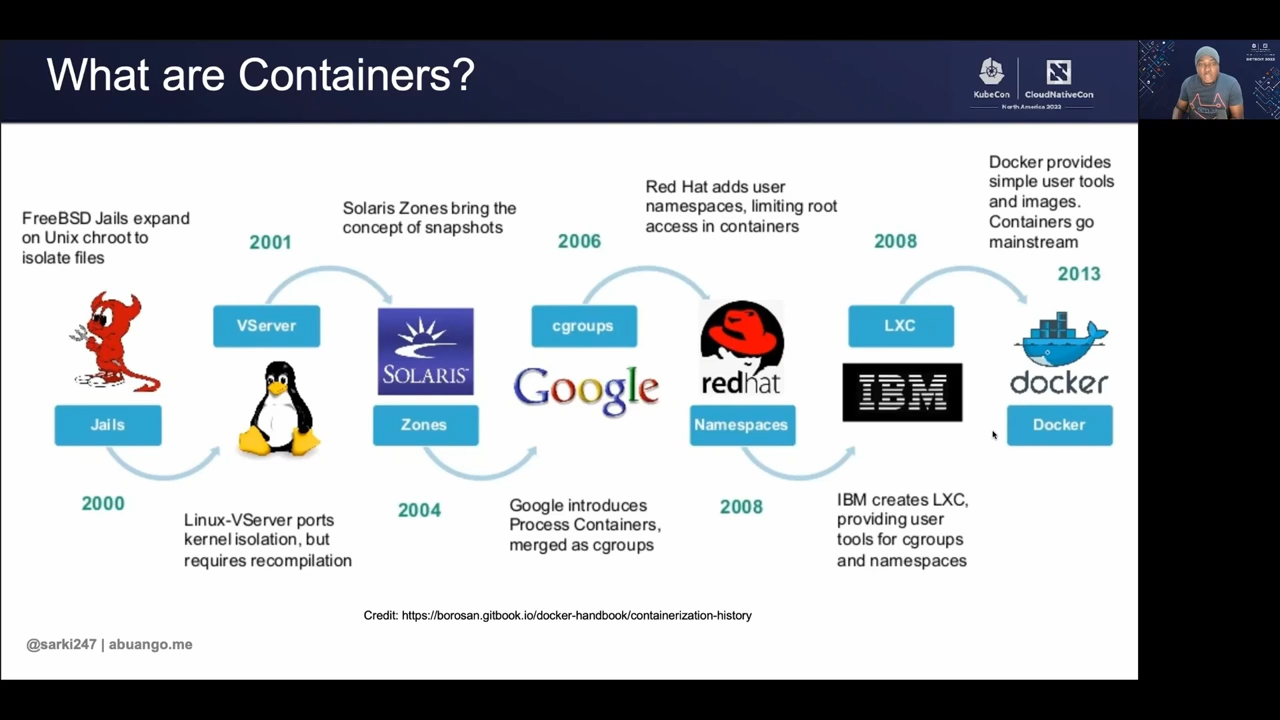 What are Containers?
KubeCon
CloudNativeCon
North America 2022
DETROIT 2022
FreeBSD Jails expand
on Unix chroot to
isolate files
Jails
2000
2001
VServer
Linux-VServer ports
kernel isolation, but
requires recompilation
Solaris Zones bring the
concept of snapshots
SOLARIS
Zones
2004
2006
cgroups
Google
Google introduces
Process Containers,
merged as cgroups
Red Hat adds user
namespaces, limiting root
access in containers
redhat
Namespaces
2008
2008
LXC
IBM
IBM creates LXC,
providing user
tools for cgroups
and namespaces
Docker provides
simple user tools
and images.
Containers go
mainstream
2013
docker
Docker
Credit: https://borosan.gitbook.io/docker-handbook/containerization-history
@sarki247 | abuango.me